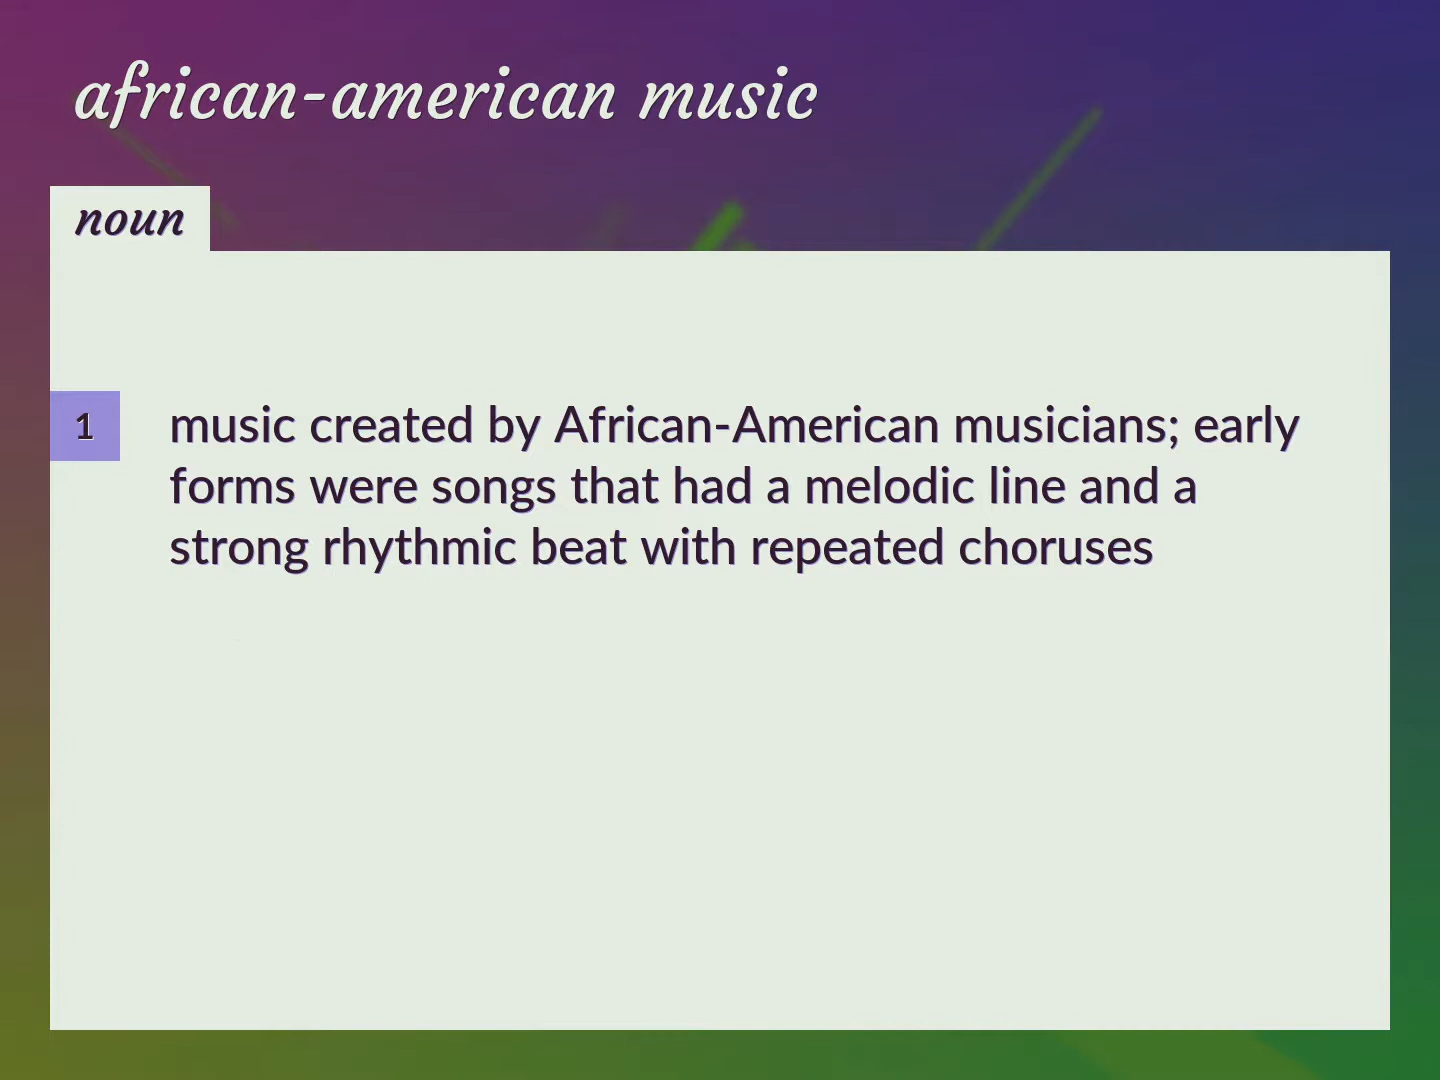 african-american music
noun
1
music created by African-American musicians; early
forms were songs that had a melodic line and a
strong rhythmic beat with repeated choruses